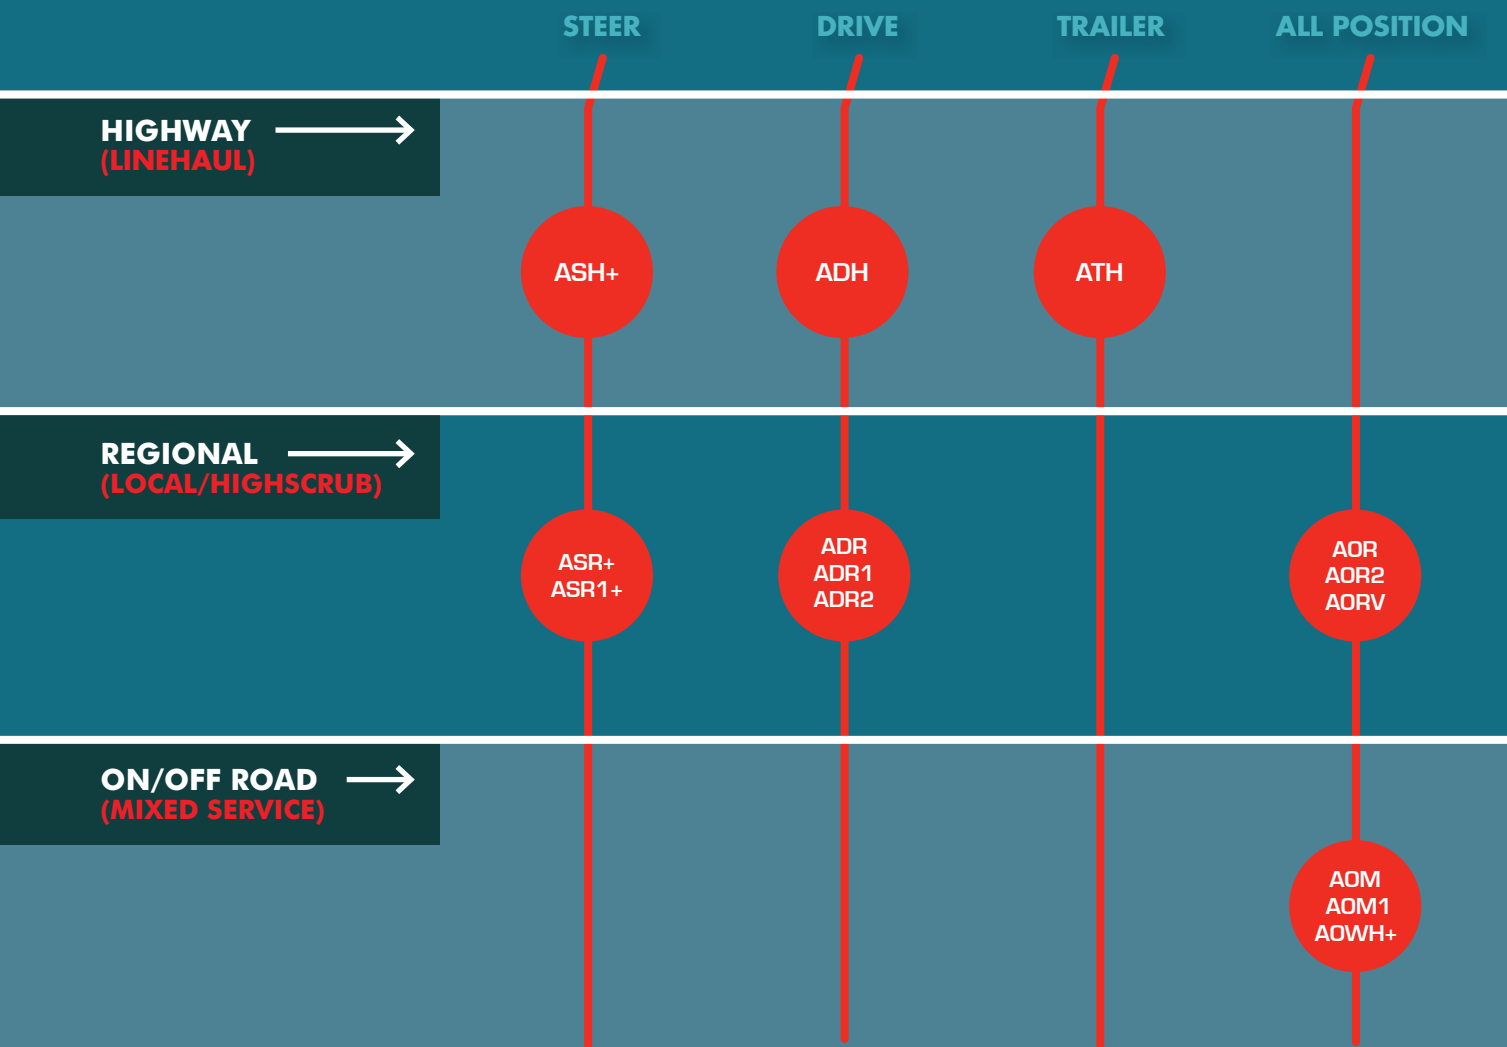 STEER
DRIVE
TRAILER
ALL POSITION
HIGHWAY
(LINEHAUL)
ASH+
ADH
ATH
REGIONAL
(LOCAL/HIGHSCRUB)
ASR+
ASR1+
ADR
ADR1
ADR2
AOR
AOR2
AORV
ON/OFF ROAD
(MIXED SERVICE)
AOM
AOM1
AOWH+